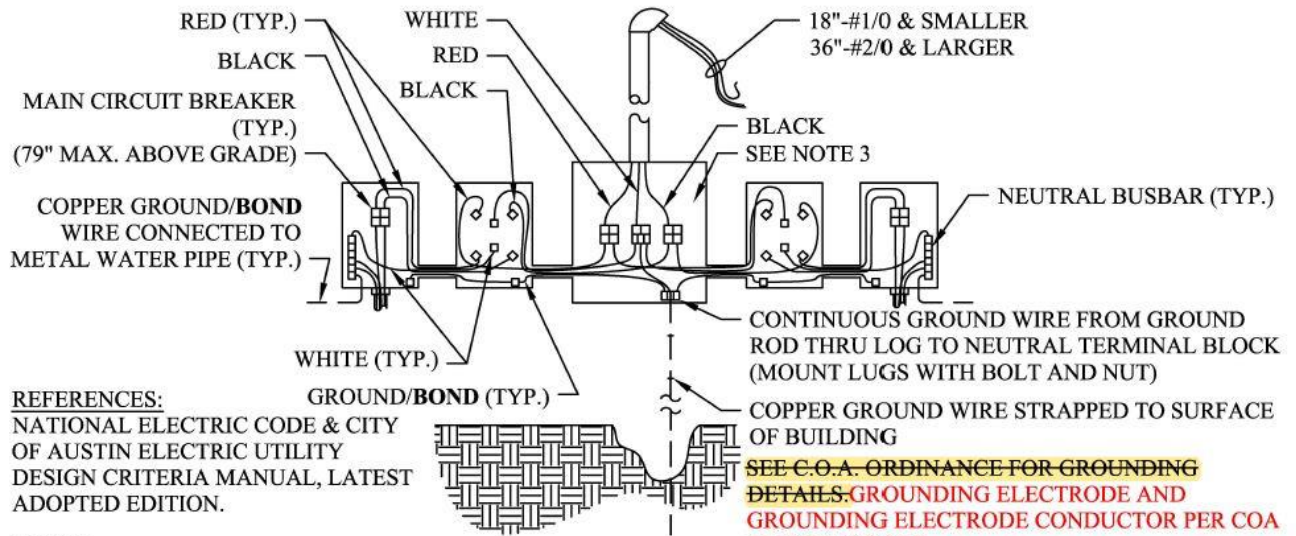 RED (TYP.)
BLACK
MAIN CIRCUIT BREAKER
(TYP.)
(79" MAX. ABOVE GRADE)
COPPER GROUND/BOND
WIRE CONNECTED TO
METAL WATER PIPE (TYP.)
WHITE
RED
BLACK
18"-#1/0 & SMALLER
36"-#2/0 & LARGER
BLACK
SEE NOTE 3
NEUTRAL BUSBAR (TYP.)
WHITE (TYP.)
GROUND/BOND (TYP.)
CONTINUOUS GROUND WIRE FROM GROUND
ROD THRU LOG TO NEUTRAL TERMINAL BLOCK
(MOUNT LUGS WITH BOLT AND NUT)
COPPER GROUND WIRE STRAPPED TO SURFACE
OF BUILDING
SEE C.O.A. ORDINANCE FOR GROUNDING
DETAILS.GROUNDING ELECTRODE AND
GROUNDING ELECTRODE CONDUCTOR PER COA
REFERENCES:
NATIONAL ELECTRIC CODE & CITY
OF AUSTIN ELECTRIC UTILITY
DESIGN CRITERIA MANUAL, LATEST
ADOPTED EDITION.